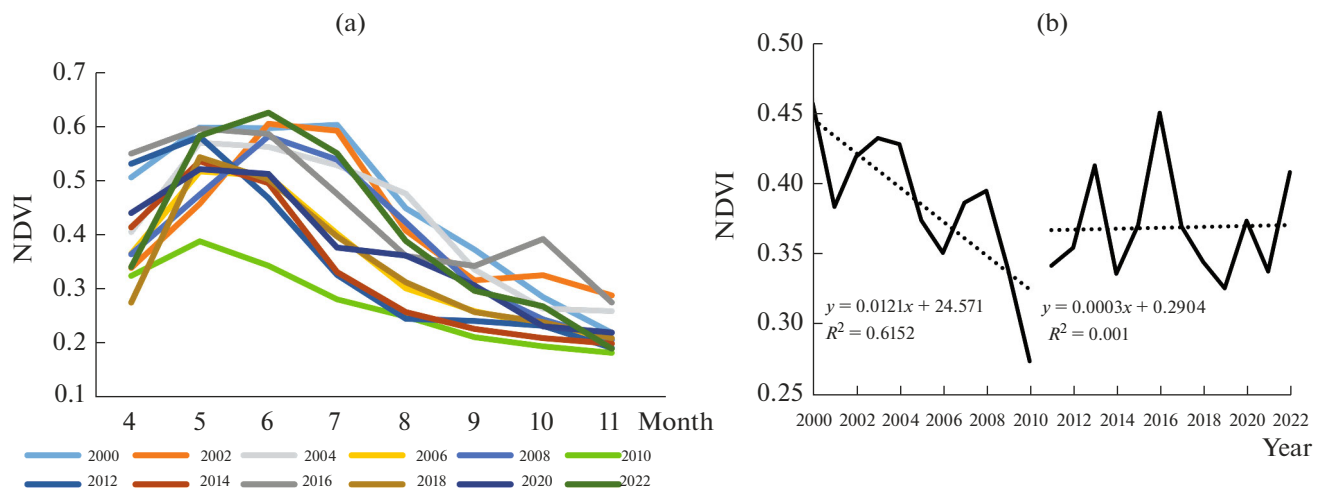 (a)
NDVI
0.7
0.6
0.5
0.4
0.3
0.2
0.1
4 5 6 7 8 9 10 11 Month
2000 2002 2004 2006 2008 2010
2012 2014 2016 2018 2020 2022
(b)
NDVI
0.50
0.45
0.40
0.35
0.30
0.25
y = 0.0121x + 24.571
R² = 0.6152
y = 0.0003x + 0.2904
R² = 0.001
2000 2002 2004 2006 2008 2010 2012 2014 2016 2018 2020 2022
Year